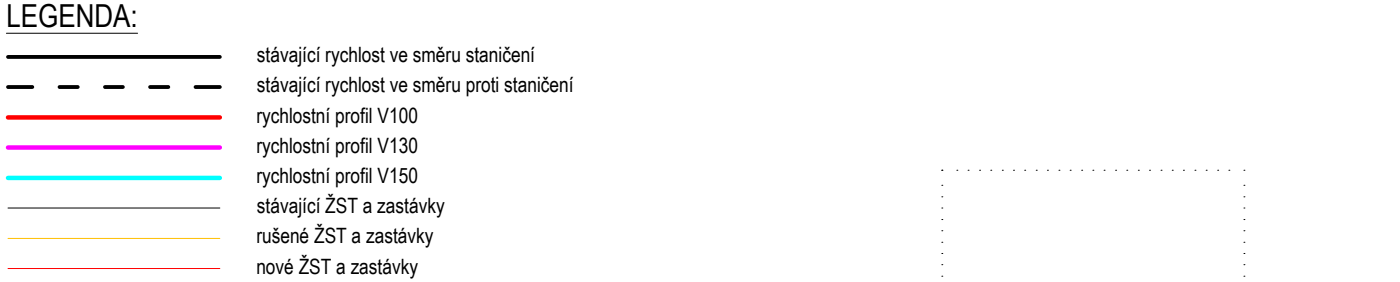 LEGENDA:
stávající rychlost ve směru staničení
stávající rychlost ve směru proti staničení
rychlostní profil V100
rychlostní profil V130
rychlostní profil V150
stávající ŽST a zastávky
rušené ŽST a zastávky
nové ŽST a zastávky